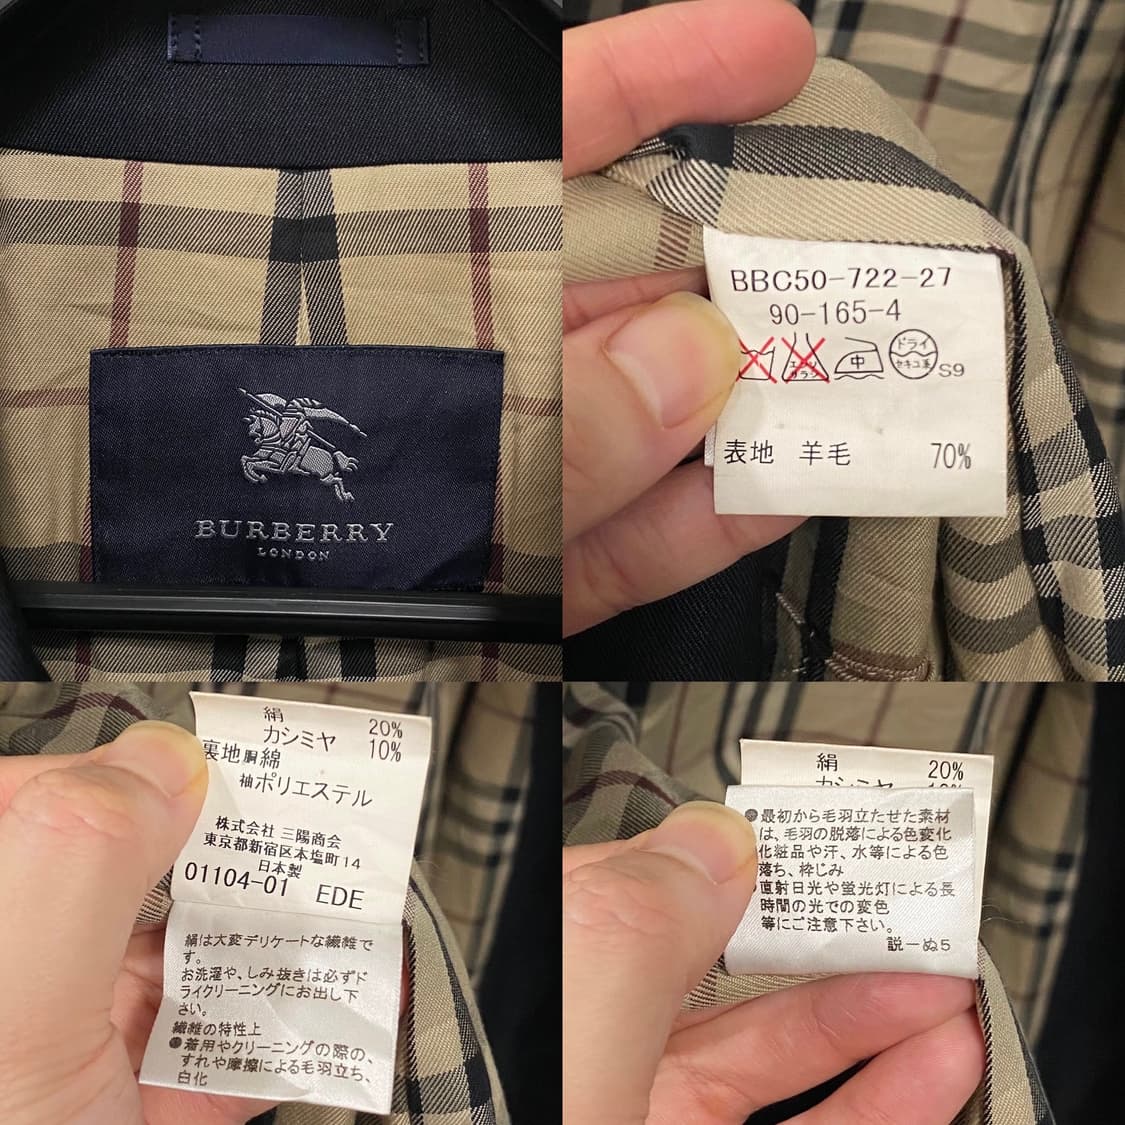 BURBERRY
LONDON
BBC50-722-27
90-165-4
エンソ
サラシ
中
ドライ
セキユ系
S9
表地 羊毛 70%
絹 20%
カシミヤ 10%
裏地胴綿
袖ポリエステル
株式会社 三陽商会
東京都新宿区本塩町14
日本製
01104-01 EDE
絹は大変デリケートな繊維で
す。
お洗濯や、しみ抜きは必ずド
ライクリーニングにお出し下
さい。
繊維の特性上
●着用やクリーニングの際の、
すれや摩擦による毛羽立ち、
白化
絹 20%
カシミヤ
●最初から毛羽立たせた素材
は、毛羽の脱落による色変化
化粧品や汗、水等による色
落ち、枠じみ
直射日光や蛍光灯による長
時間の光での変色
等にご注意下さい。
説ーぬ5